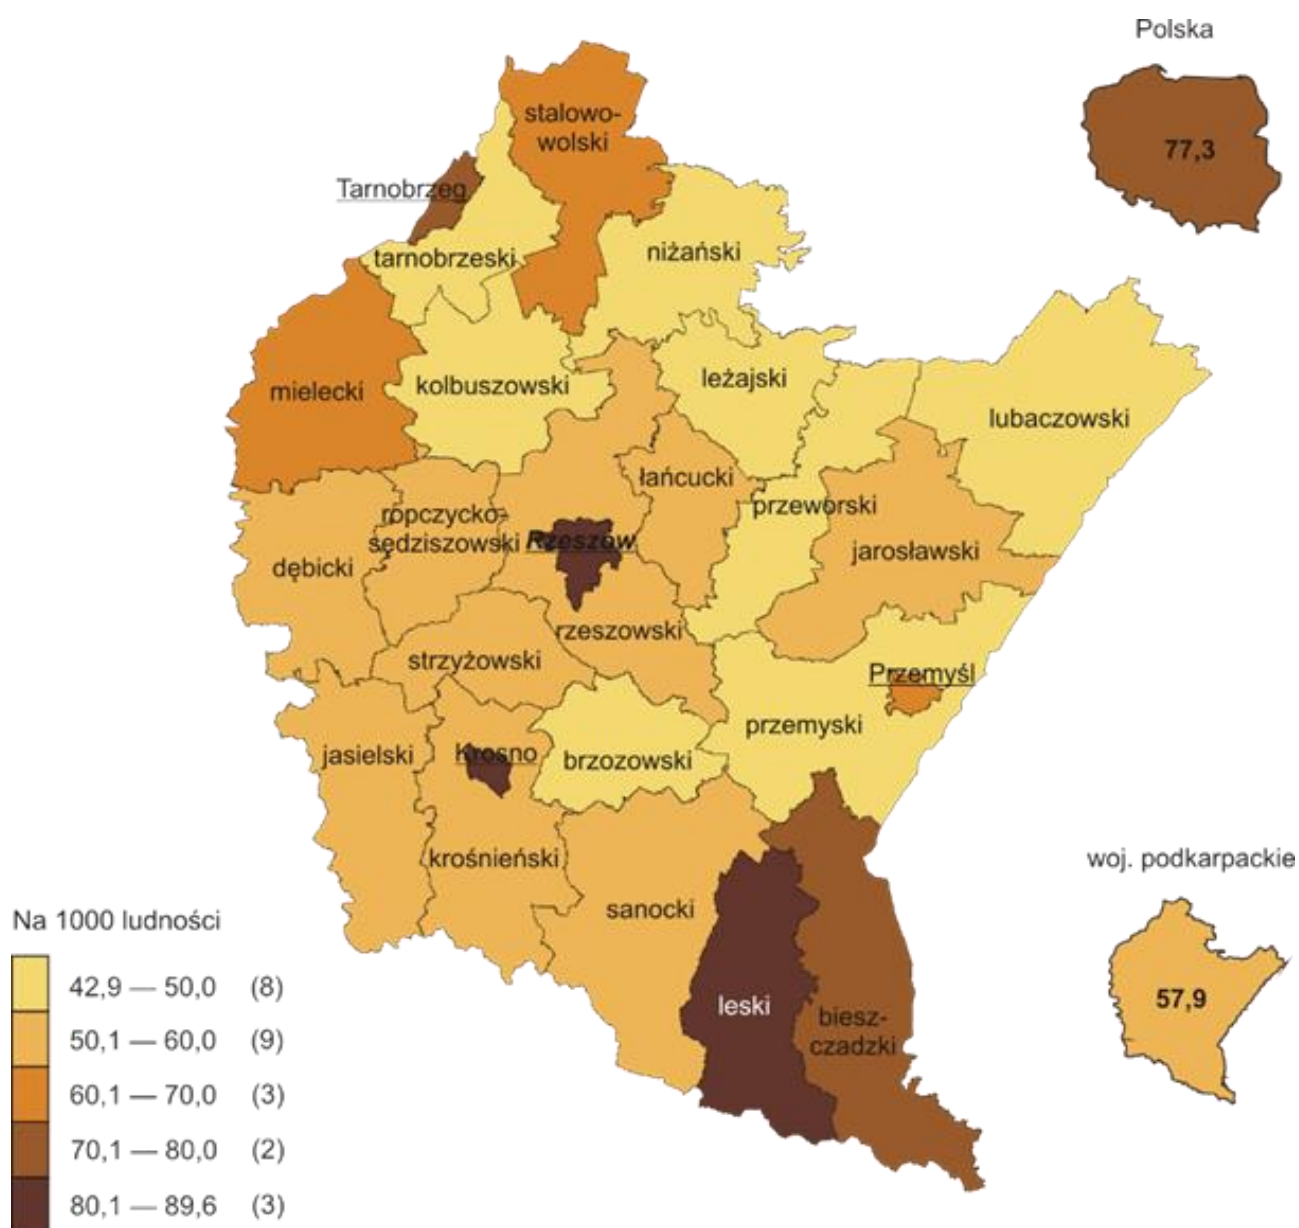 Polska
77,3
stalowo-
wolski
Tarnobrzeg
tarnobrzeski
niżański
mielecki
kolbuszowski
leżajski
lubaczowski
łańcucki
przeworski
ropczycko-
sędziszowski
Rzeszów
jarosławski
dębicki
rzeszowski
strzyżowski
Przemyśl
przemyski
jasielski
Krosno
brzozowski
krośnieński
sanocki
leski
biesz-
czadzki
woj. podkarpackie
57,9
Na 1000 ludności
42,9 — 50,0 (8)
50,1 — 60,0 (9)
60,1 — 70,0 (3)
70,1 — 80,0 (2)
80,1 — 89,6 (3)